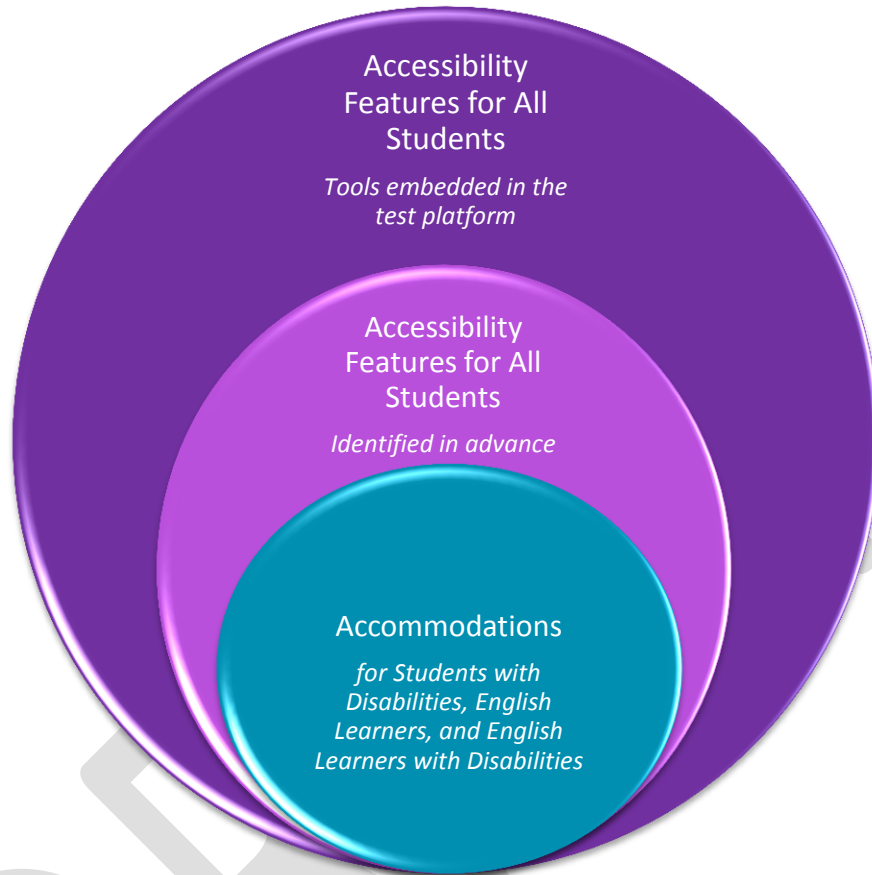 Accessibility
Features for All
Students
Tools embedded in the
test platform
Accessibility
Features for All
Students
Identified in advance
Accommodations
for Students with
Disabilities, English
Learners, and English
Learners with Disabilities